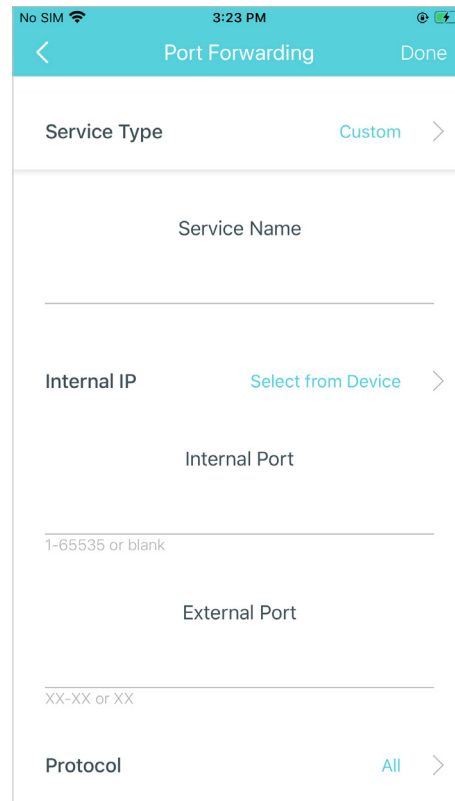 No SIM 3:23 PM
Port Forwarding Done
Service Type Custom
Service Name
Internal IP Select from Device
Internal Port
1-65535 or blank
External Port
XX-XX or XX
Protocol All